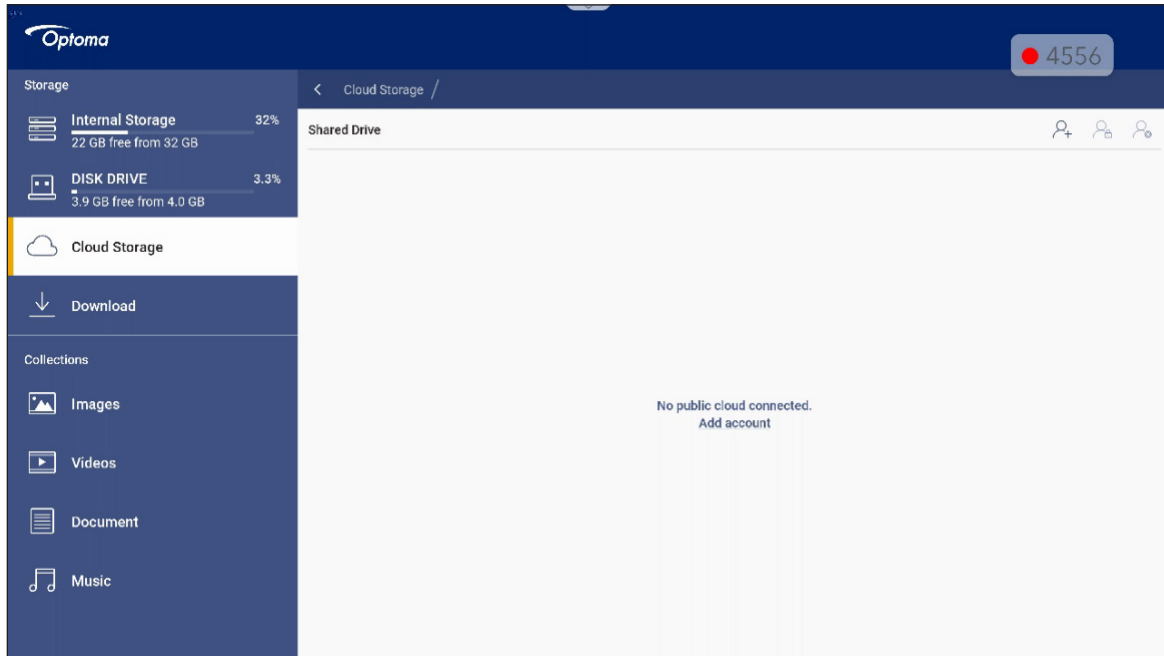 Optoma
4556
Storage
Cloud Storage /
Internal Storage 32%
22 GB free from 32 GB
Shared Drive
DISK DRIVE 3.3%
3.9 GB free from 4.0 GB
Cloud Storage
Download
Collections
Images
No public cloud connected.
Add account
Videos
Document
Music